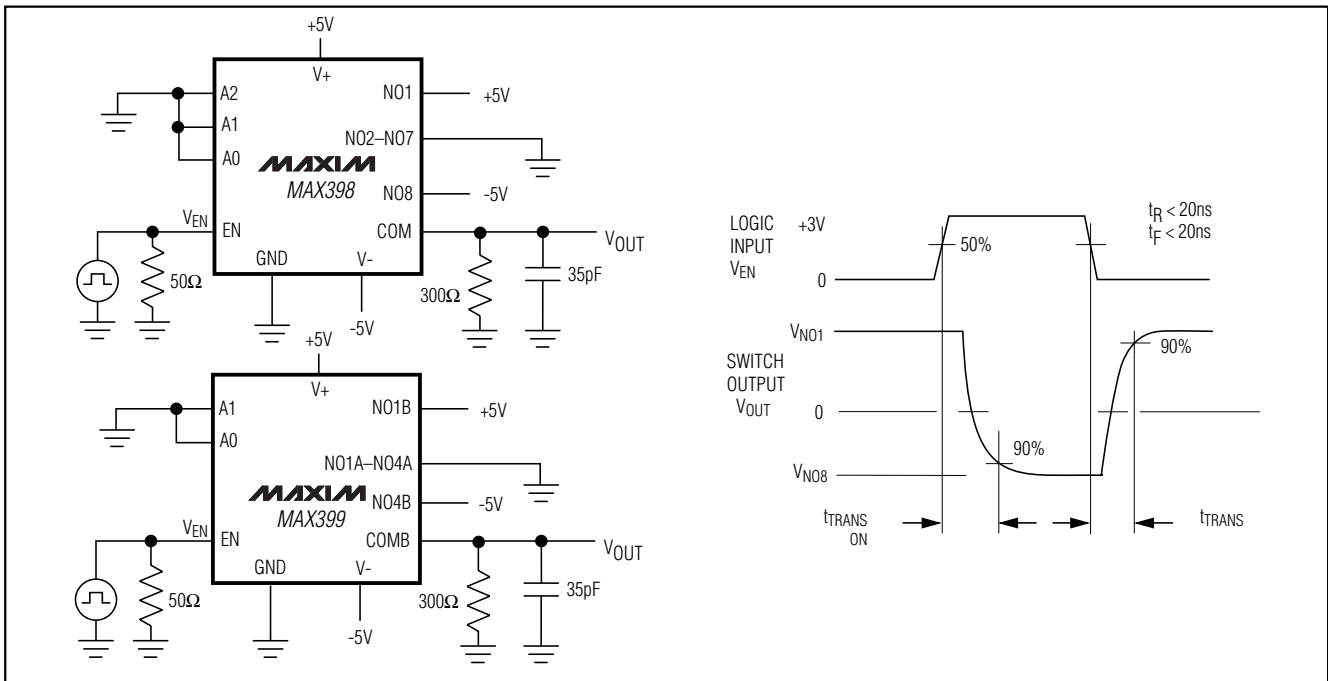 +5V
V+
A2
A1
A0
NO1
+5V
NO2–NO7
MAXIM
MAX398
NO8
-5V
VEN
EN
COM
VOUT
GND
V-
50Ω
300Ω
35pF
-5V
+5V
V+
A1
A0
NO1B
+5V
NO1A–NO4A
MAXIM
MAX399
NO4B
-5V
VEN
EN
COMB
VOUT
GND
V-
50Ω
300Ω
35pF
-5V
LOGIC
INPUT
VEN
+3V
0
50%
tR < 20ns
tF < 20ns
VNO1
SWITCH
OUTPUT
VOUT
0
VNO8
90%
90%
tTRANS
ON
tTRANS